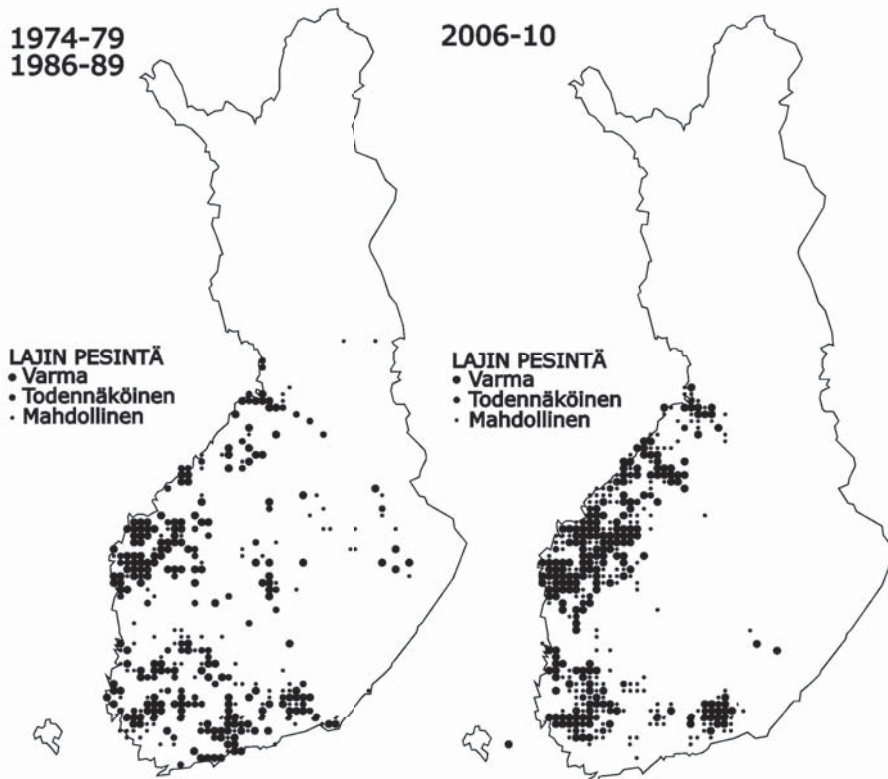 1974-79
1986-89
LAJIN PESINTÄ
Varma
Todennäköinen
Mahdollinen
2006-10
LAJIN PESINTÄ
Varma
Todennäköinen
Mahdollinen